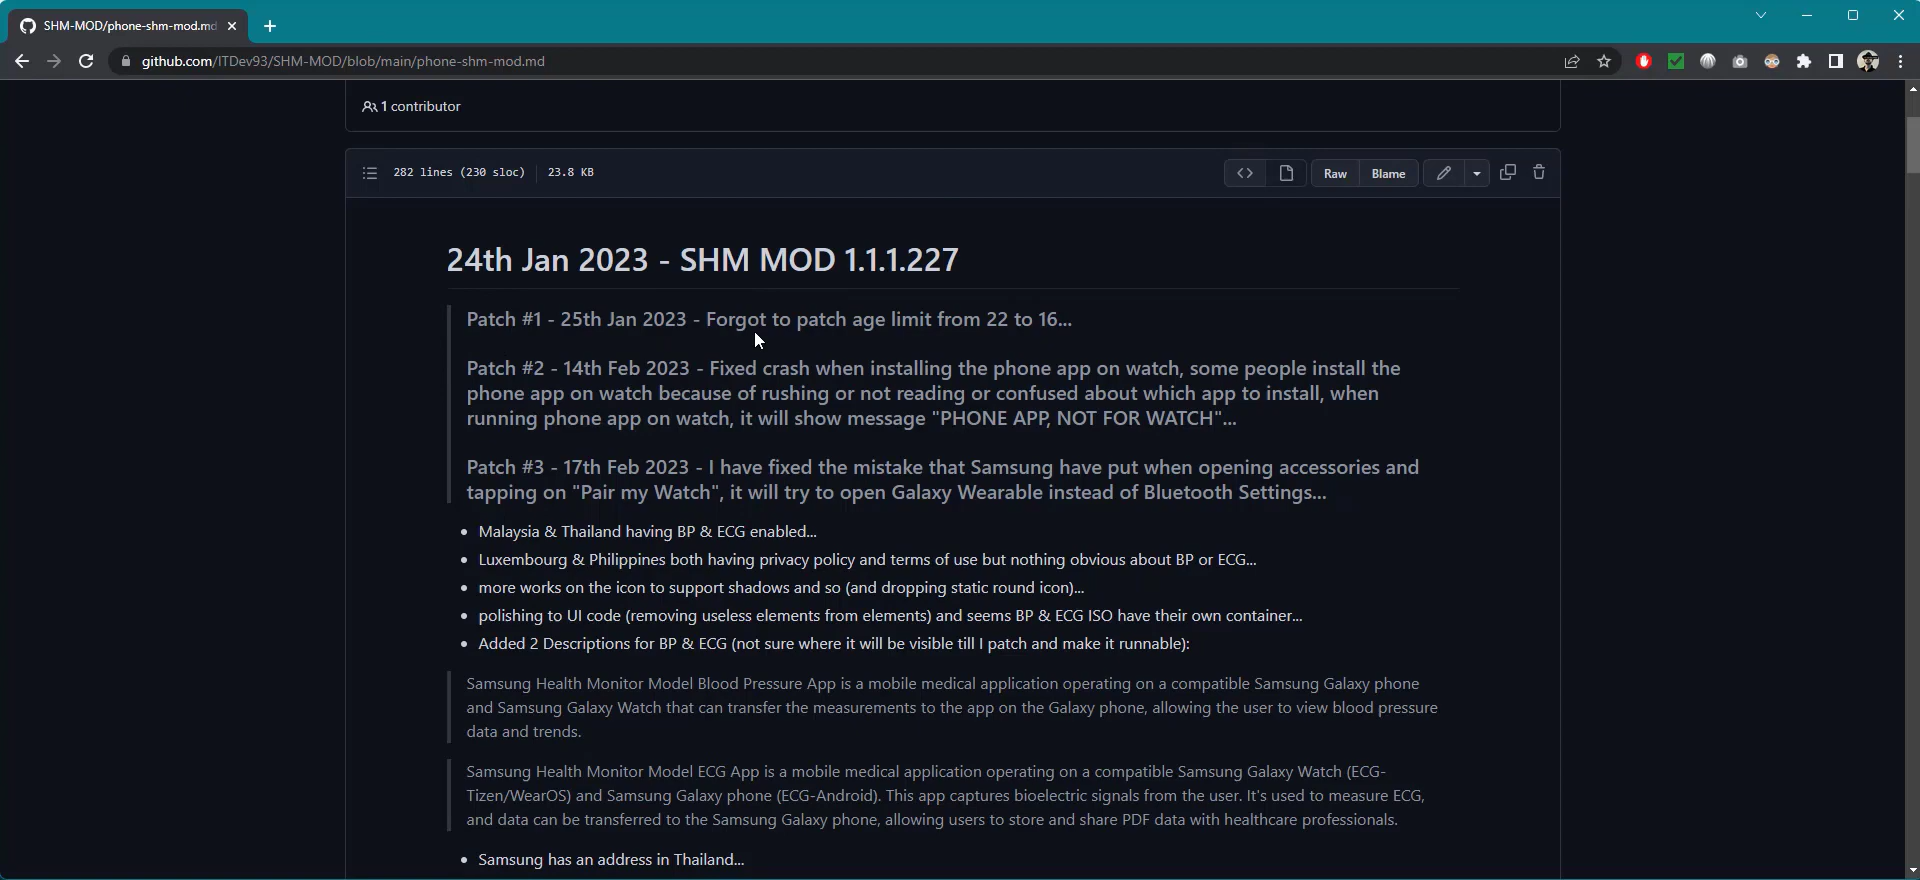 SHM-MOD/phone-shm-mod.md
github.com/ITDev93/SHM-MOD/blob/main/phone-shm-mod.md
1 contributor
282 lines (230 sloc) 23.8 KB
Raw Blame
24th Jan 2023 - SHM MOD 1.1.1.227
Patch #1 - 25th Jan 2023 - Forgot to patch age limit from 22 to 16...
Patch #2 - 14th Feb 2023 - Fixed crash when installing the phone app on watch, some people install the
phone app on watch because of rushing or not reading or confused about which app to install, when
running phone app on watch, it will show message "PHONE APP, NOT FOR WATCH"...
Patch #3 - 17th Feb 2023 - I have fixed the mistake that Samsung have put when opening accessories and
tapping on "Pair my Watch", it will try to open Galaxy Wearable instead of Bluetooth Settings...
• Malaysia & Thailand having BP & ECG enabled...
• Luxembourg & Philippines both having privacy policy and terms of use but nothing obvious about BP or ECG...
• more works on the icon to support shadows and so (and dropping static round icon)...
• polishing to UI code (removing useless elements from elements) and seems BP & ECG ISO have their own container...
• Added 2 Descriptions for BP & ECG (not sure where it will be visible till I patch and make it runnable):
Samsung Health Monitor Model Blood Pressure App is a mobile medical application operating on a compatible Samsung Galaxy phone
and Samsung Galaxy Watch that can transfer the measurements to the app on the Galaxy phone, allowing the user to view blood pressure
data and trends.
Samsung Health Monitor Model ECG App is a mobile medical application operating on a compatible Samsung Galaxy Watch (ECG-
Tizen/WearOS) and Samsung Galaxy phone (ECG-Android). This app captures bioelectric signals from the user. It's used to measure ECG,
and data can be transferred to the Samsung Galaxy phone, allowing users to store and share PDF data with healthcare professionals.
• Samsung has an address in Thailand...